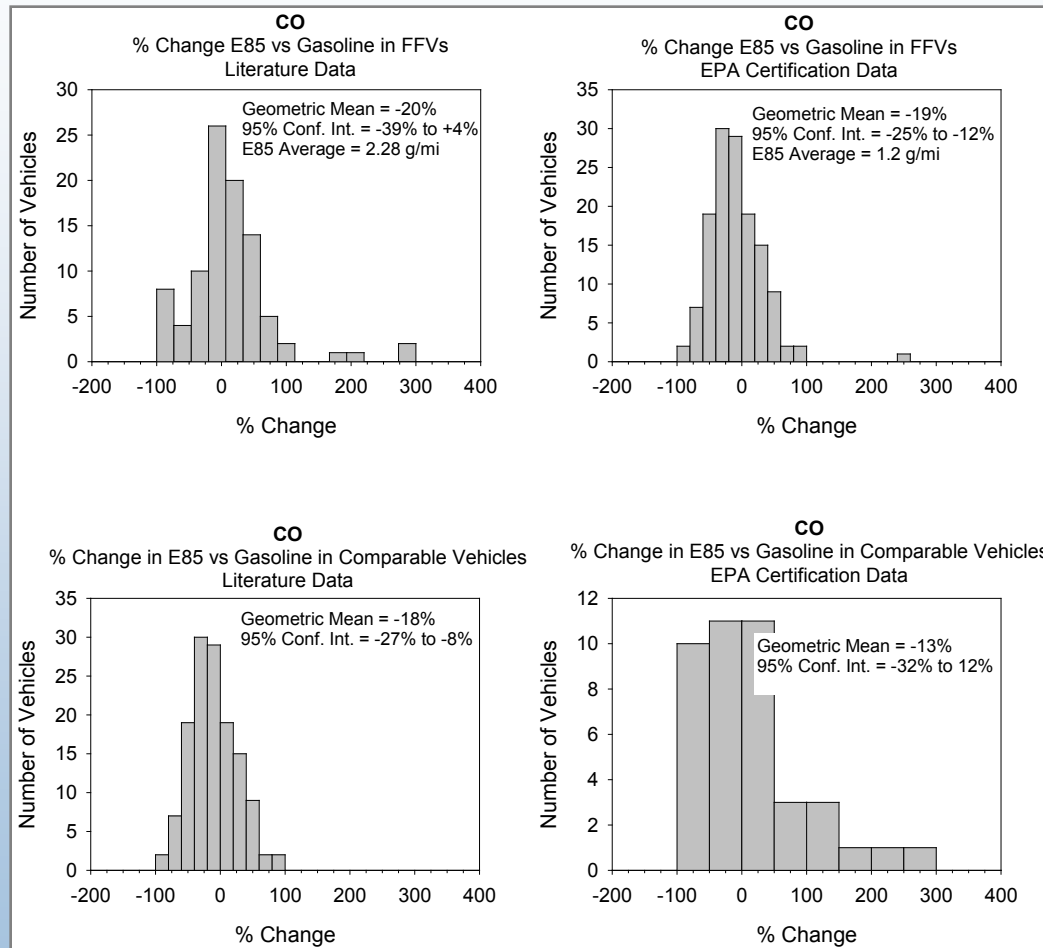 CO
% Change E85 vs Gasoline in FFVs
Literature Data
Geometric Mean = -20%
95% Conf. Int. = -39% to +4%
E85 Average = 2.28 g/mi
Number of Vehicles
30
25
20
15
10
5
0
-200 -100 0 100 200 300 400
% Change
CO
% Change E85 vs Gasoline in FFVs
EPA Certification Data
Geometric Mean = -19%
95% Conf. Int. = -25% to -12%
E85 Average = 1.2 g/mi
Number of Vehicles
35
30
25
20
15
10
5
0
-200 -100 0 100 200 300 400
% Change
CO
% Change in E85 vs Gasoline in Comparable Vehicles
Literature Data
Geometric Mean = -18%
95% Conf. Int. = -27% to -8%
Number of Vehicles
35
30
25
20
15
10
5
0
-200 -100 0 100 200 300 400
% Change
CO
% Change in E85 vs Gasoline in Comparable Vehicles
EPA Certification Data
Geometric Mean = -13%
95% Conf. Int. = -32% to 12%
Number of Vehicles
12
10
8
6
4
2
0
-200 -100 0 100 200 300 400
% Change